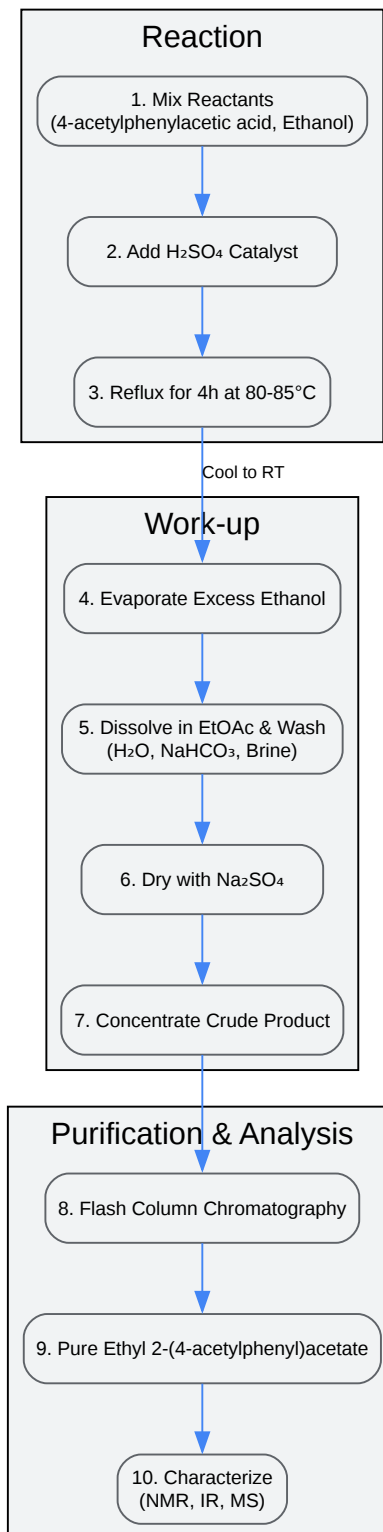 Reaction
1. Mix Reactants
(4-acetylphenylacetic acid, Ethanol)
2. Add H₂SO₄ Catalyst
3. Reflux for 4h at 80-85°C
Cool to RT
Work-up
4. Evaporate Excess Ethanol
5. Dissolve in EtOAc & Wash
(H₂O, NaHCO₃, Brine)
6. Dry with Na₂SO₄
7. Concentrate Crude Product
Purification & Analysis
8. Flash Column Chromatography
9. Pure Ethyl 2-(4-acetylphenyl)acetate
10. Characterize
(NMR, IR, MS)